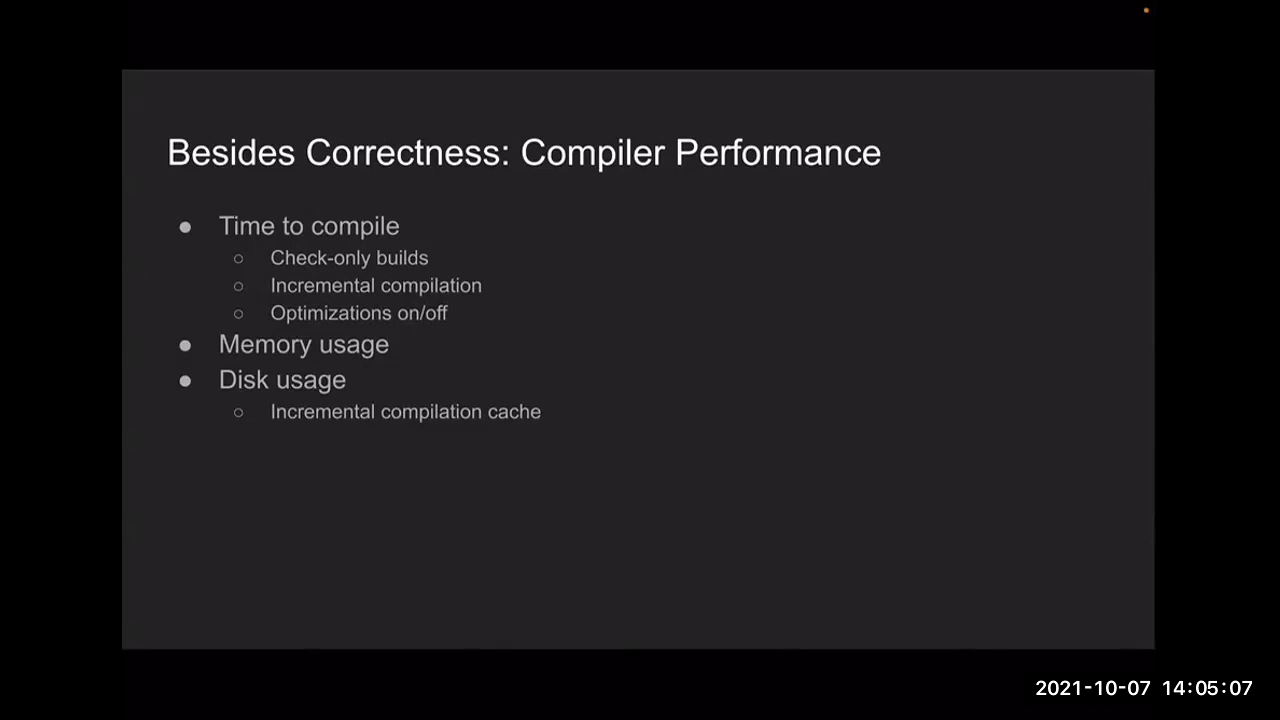 Besides Correctness: Compiler Performance
● Time to compile
○ Check-only builds
○ Incremental compilation
○ Optimizations on/off
● Memory usage
● Disk usage
○ Incremental compilation cache
2021-10-07 14:05:07